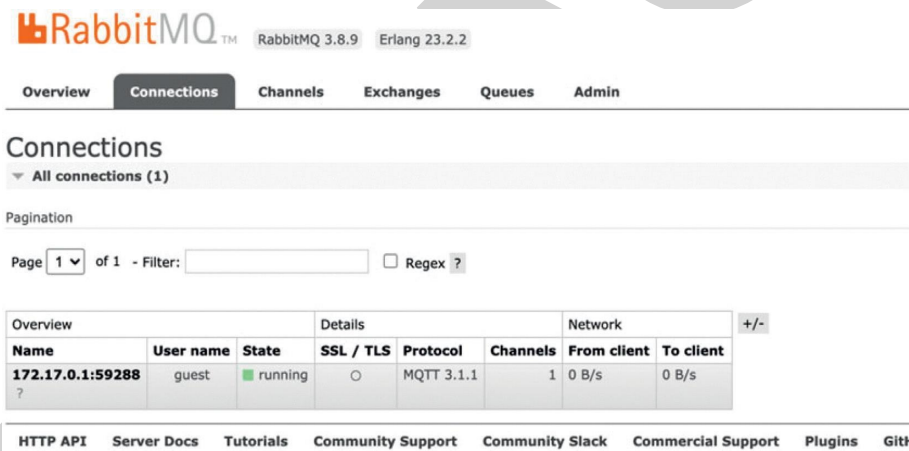 RabbitMQ TM RabbitMQ 3.8.9 Erlang 23.2.2
Overview Connections Channels Exchanges Queues Admin
Connections
All connections (1)
Pagination
Page 1 of 1 - Filter: Regex ?
Overview Details Network +/-
Name User name State SSL / TLS Protocol Channels From client To client
172.17.0.1:59288 guest running MQTT 3.1.1 1 0 B/s 0 B/s
?
HTTP API Server Docs Tutorials Community Support Community Slack Commercial Support Plugins